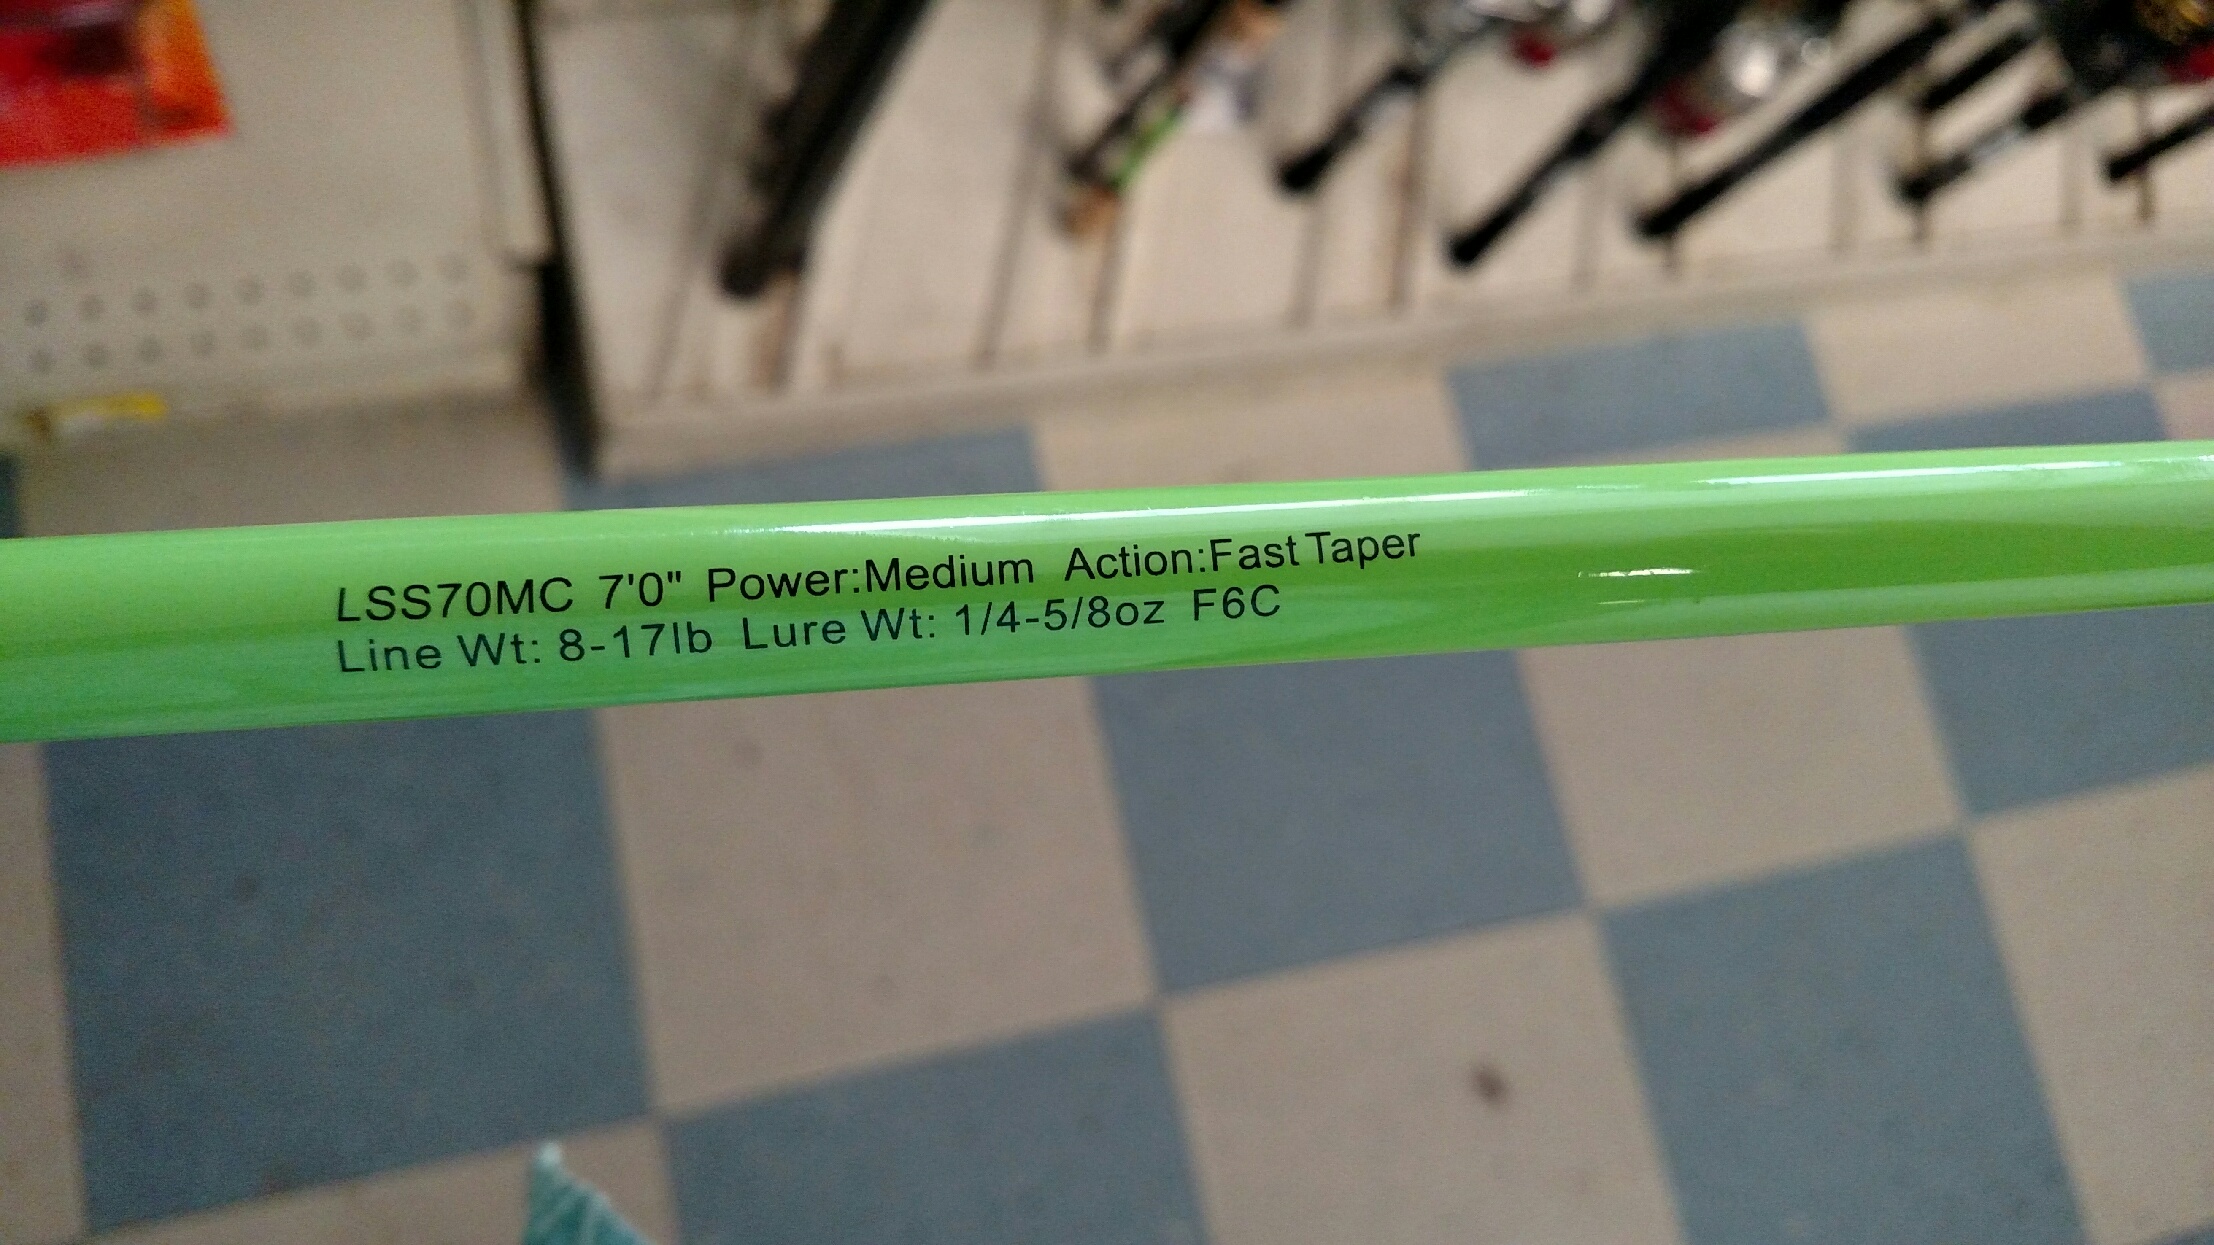 LSS70MC 7'0" Power:Medium Action:Fast Taper
Line Wt: 8-17lb Lure Wt: 1/4-5/8oz F6C